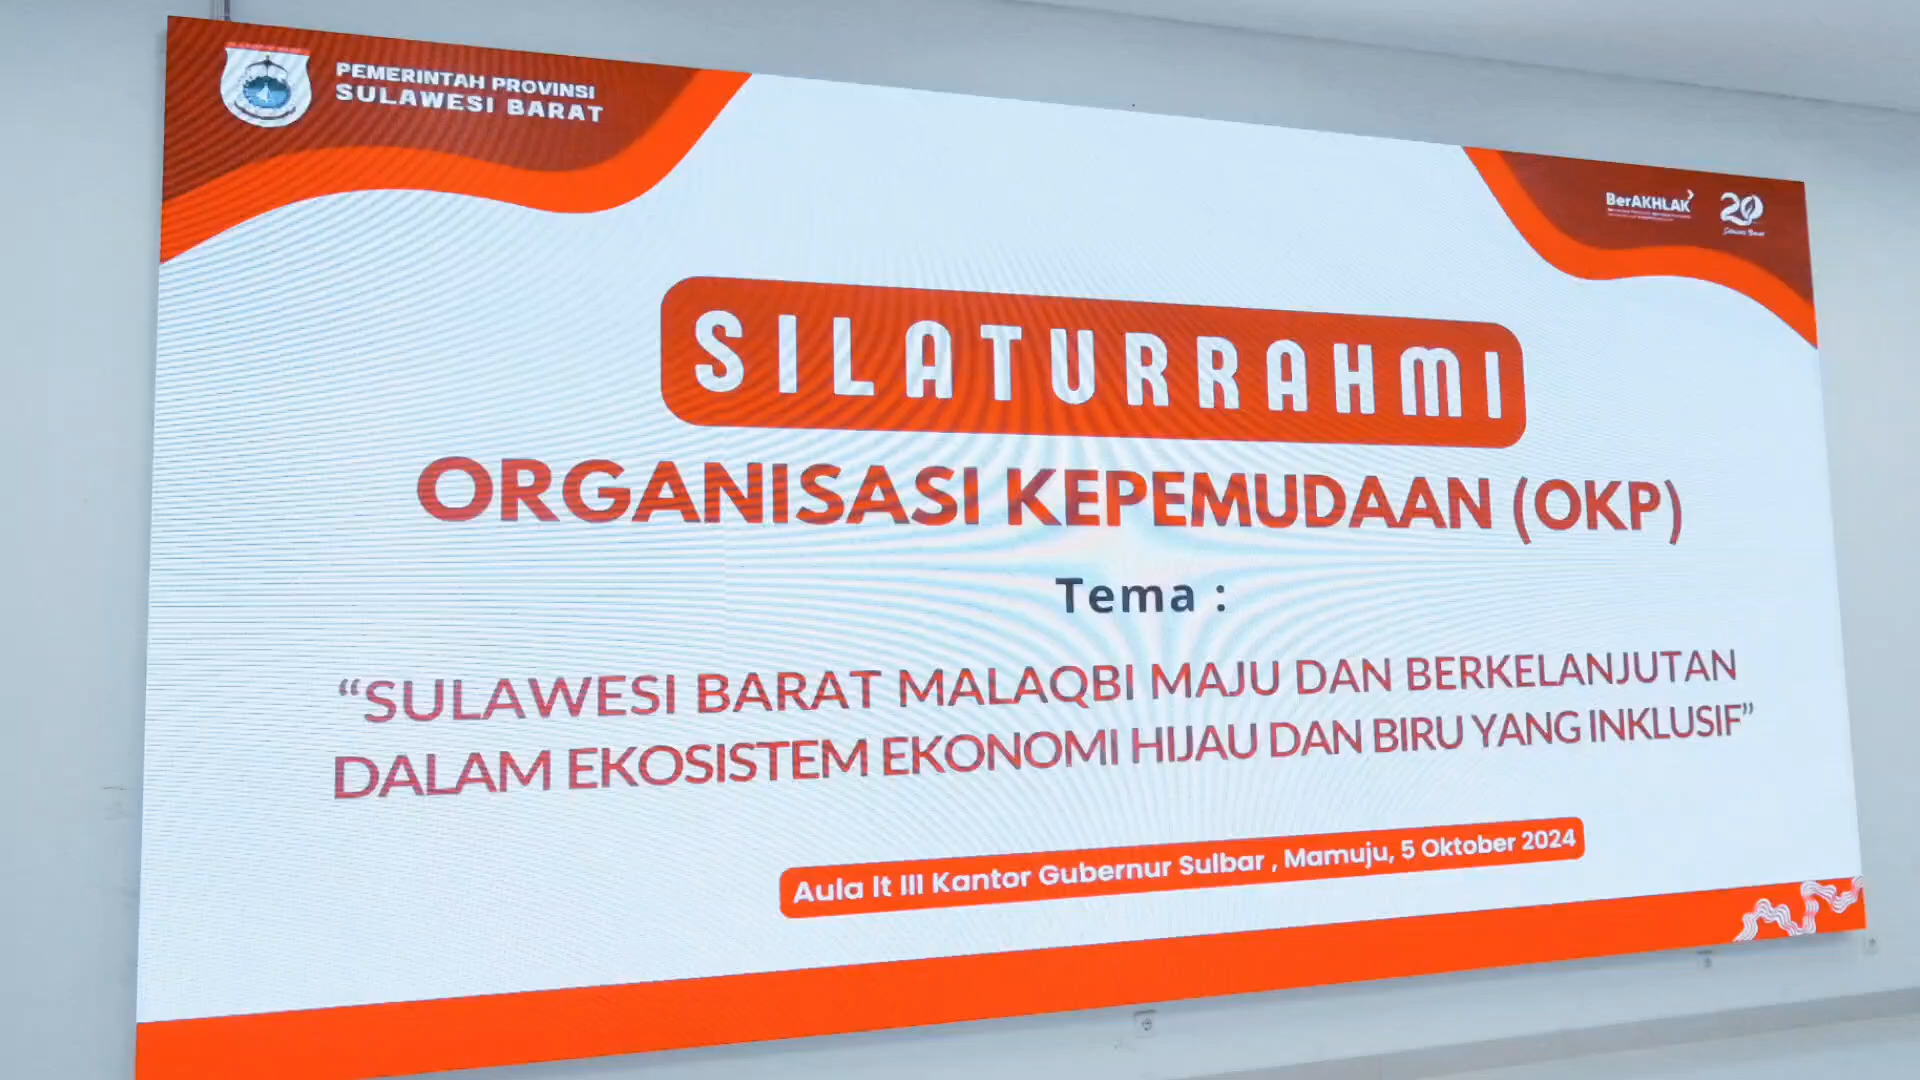 PEMERINTAH PROVINSI
SULAWESI BARAT
BerAKHLAK
20
SILATURRAHMI
ORGANISASI KEPEMUDAAN (OKP)
Tema :
“SULAWESI BARAT MALAQBI MAJU DAN BERKELANJUTAN
DALAM EKOSISTEM EKONOMI HIJAU DAN BIRU YANG INKLUSIF”
Aula lt III Kantor Gubernur Sulbar , Mamuju, 5 Oktober 2024